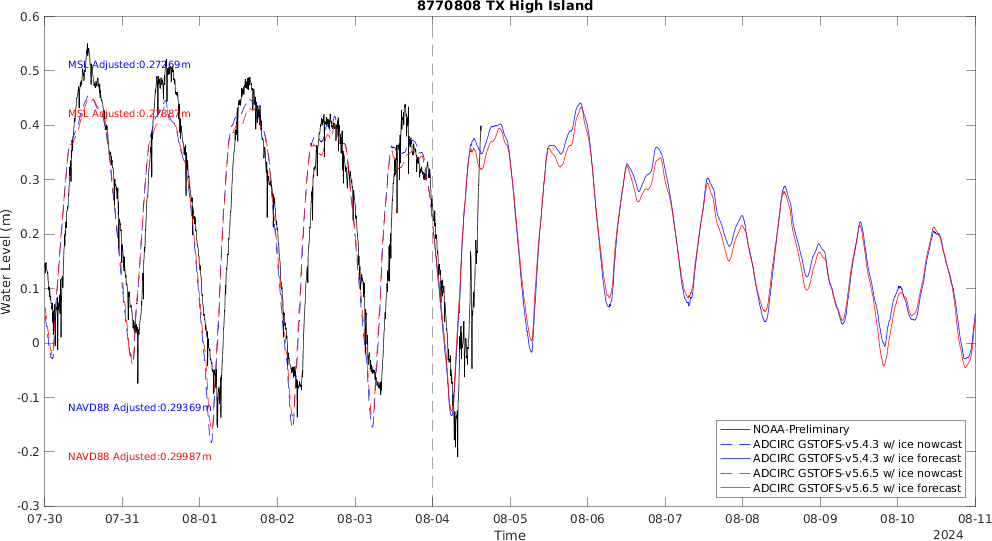 8770808 TX High Island
0.6
0.5
0.4
0.3
0.2
0.1
0
-0.1
-0.2
-0.3
Water Level (m)
MSL Adjusted:0.27269m
MSL Adjusted:0.27887m
NAVD88 Adjusted:0.29369m
NAVD88 Adjusted:0.29987m
NOAA-Preliminary
ADCIRC GSTOFS-v5.4.3 w/ ice nowcast
ADCIRC GSTOFS-v5.4.3 w/ ice forecast
ADCIRC GSTOFS-v5.6.5 w/ ice nowcast
ADCIRC GSTOFS-v5.6.5 w/ ice forecast
07-30 07-31 08-01 08-02 08-03 08-04 08-05 08-06 08-07 08-08 08-09 08-10 08-11
Time
2024